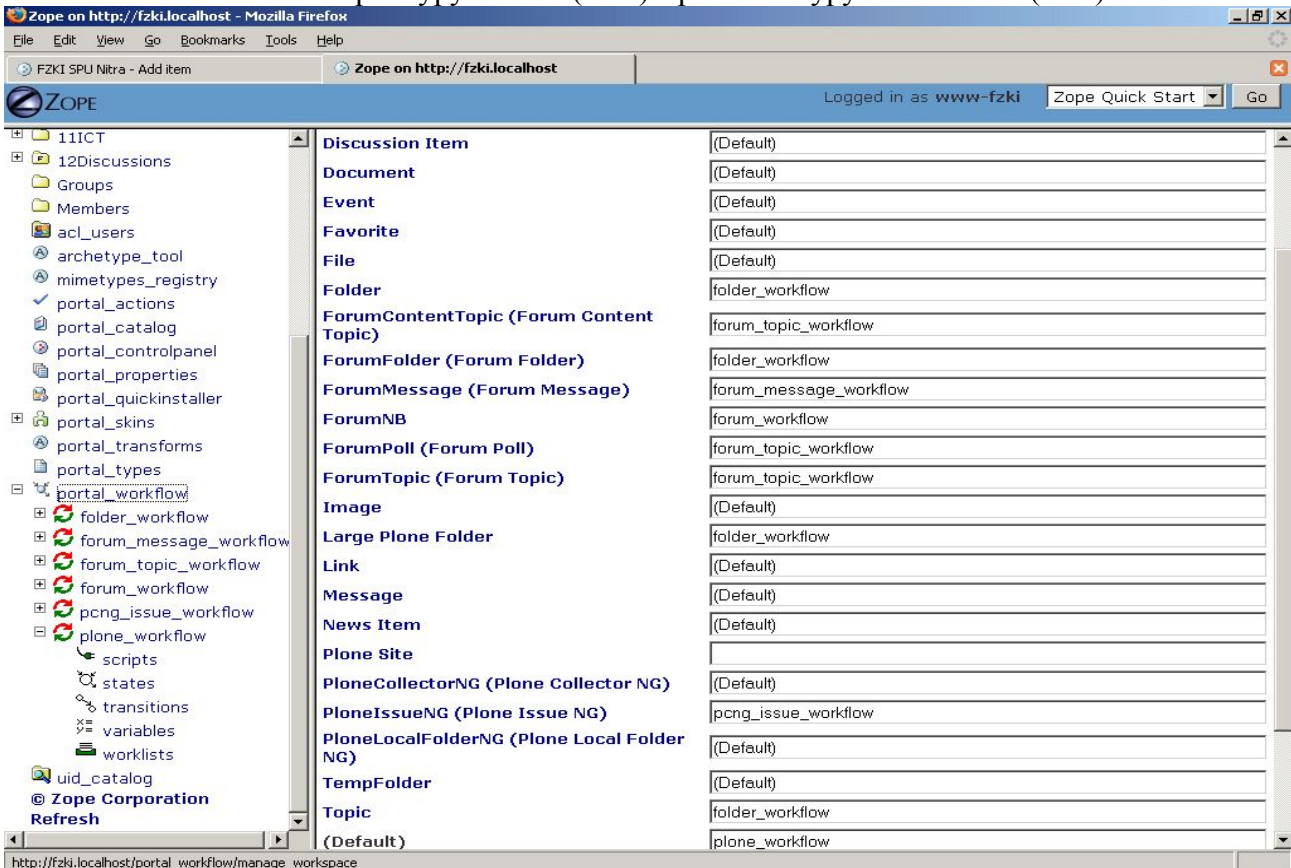 Zope on http://fzki.localhost - Mozilla Firefox
File Edit View Go Bookmarks Tools Help
FZKI SPU Nitra - Add item
Zope on http://fzki.localhost
ZOPE
Logged in as www-fzki
Zope Quick Start
Go
11ICT
12Discussions
Groups
Members
acl_users
archetype_tool
mimetypes_registry
portal_actions
portal_catalog
portal_controlpanel
portal_properties
portal_quickinstaller
portal_skins
portal_transforms
portal_types
portal_workflow
folder_workflow
forum_message_workflow
forum_topic_workflow
forum_workflow
pcng_issue_workflow
plone_workflow
scripts
states
transitions
variables
worklists
uid_catalog
© Zope Corporation
Refresh
Discussion Item (Default)
Document (Default)
Event (Default)
Favorite (Default)
File (Default)
Folder folder_workflow
ForumContentTopic (Forum Content
Topic) forum_topic_workflow
ForumFolder (Forum Folder) folder_workflow
ForumMessage (Forum Message) forum_message_workflow
ForumNB forum_workflow
ForumPoll (Forum Poll) forum_topic_workflow
ForumTopic (Forum Topic) forum_topic_workflow
Image (Default)
Large Plone Folder folder_workflow
Link (Default)
Message (Default)
News Item (Default)
Plone Site
PloneCollectorNG (Plone Collector NG) (Default)
PloneIssueNG (Plone Issue NG) pcng_issue_workflow
PloneLocalFolderNG (Plone Local Folder
NG) (Default)
TempFolder (Default)
Topic folder_workflow
(Default) plone_workflow
http://fzki.localhost/portal_workflow/manage_workspace